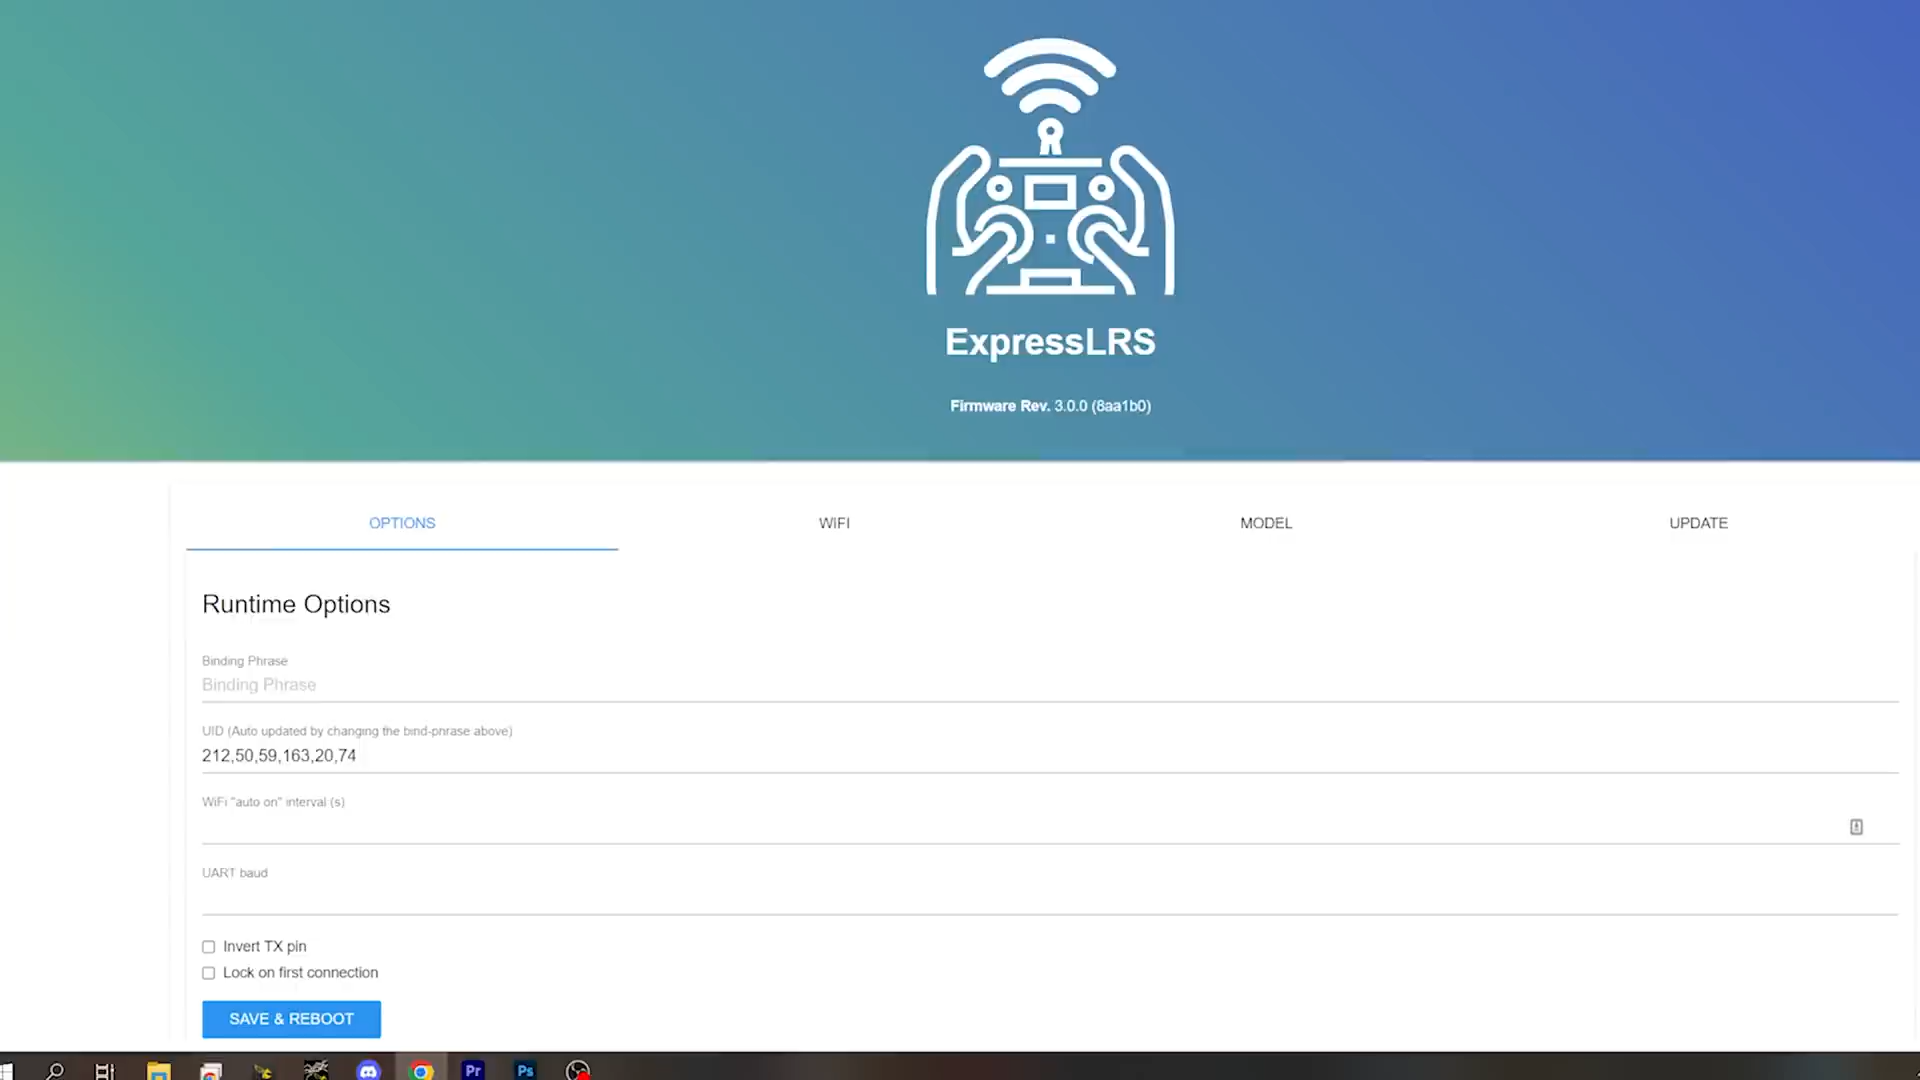 ExpressLRS
Firmware Rev. 3.0.0 (8aa1b0)
OPTIONS
WIFI
MODEL
UPDATE
Runtime Options
Binding Phrase
Binding Phrase
UID (Auto updated by changing the bind-phrase above)
212,50,59,163,20,74
WiFi "auto on" interval (s)
UART baud
Invert TX pin
Lock on first connection
SAVE & REBOOT
Pr
Ps